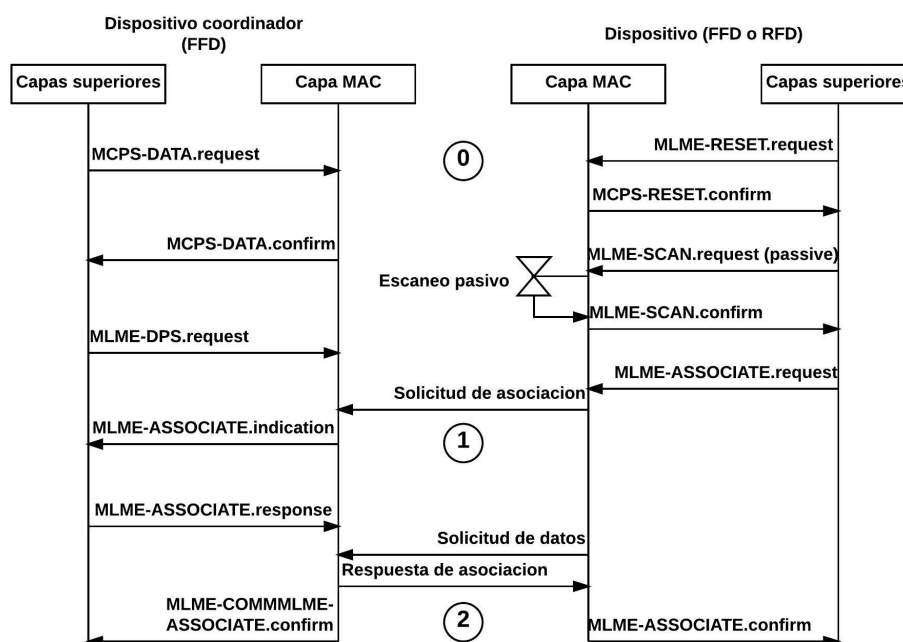 Dispositivo coordinador
(FFD)
Dispositivo (FFD o RFD)
Capas superiores
Capa MAC
Capa MAC
Capas superiores
MCPS-DATA.request
0
MLME-RESET.request
MCPS-RESET.confirm
MCPS-DATA.confirm
MLME-SCAN.request (passive)
Escaneo pasivo
MLME-SCAN.confirm
MLME-DPS.request
MLME-ASSOCIATE.request
Solicitud de asociacion
MLME-ASSOCIATE.indication
1
MLME-ASSOCIATE.response
Solicitud de datos
Respuesta de asociacion
MLME-COMMMLME-
ASSOCIATE.confirm
2
MLME-ASSOCIATE.confirm